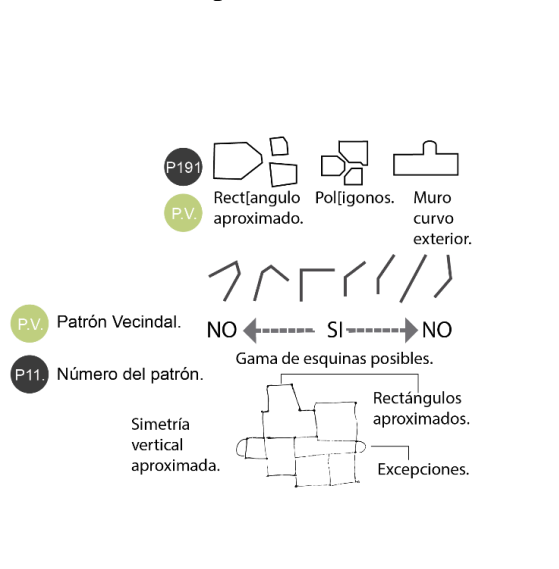 P191
Rect[angulo aproximado.
Pol[igonos.
Muro curvo exterior.
P.V.
P.V. Patrón Vecindal.
NO SI NO
Gama de esquinas posibles.
P11. Número del patrón.
Rectángulos aproximados.
Simetría vertical aproximada.
Excepciones.